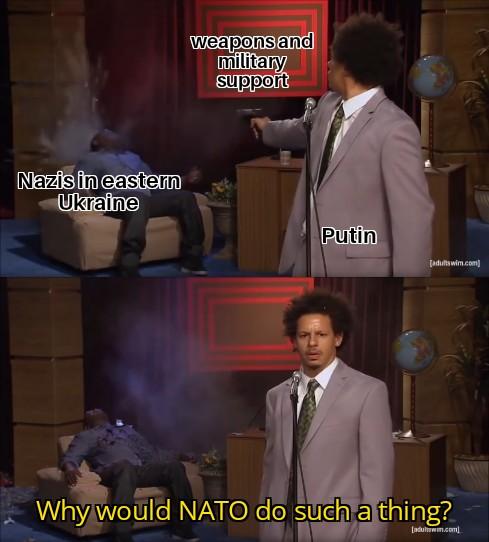 weapons and
military
support
Nazis in eastern
Ukraine
Putin
[adultswim.com]
Why would NATO do such a thing?
[adultswim.com]